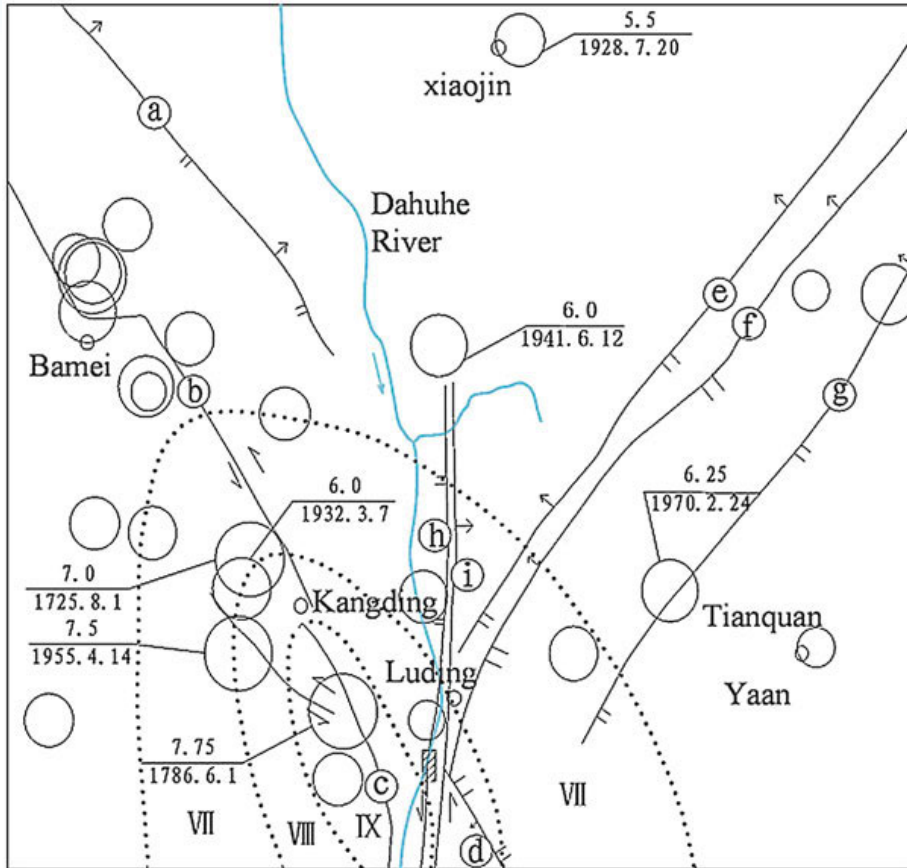 5.5
1928.7.20
xiaojin
a
Dahuhe
River
e
f
6.0
1941.6.12
Bamei
b
g
6.0
1932.3.7
6.25
1970.2.24
h
i
7.0
1725.8.1
Kangding
Tianquan
7.5
1955.4.14
Luding
Yaan
7.75
1786.6.1
c
VII
VIII
IX
VII
d